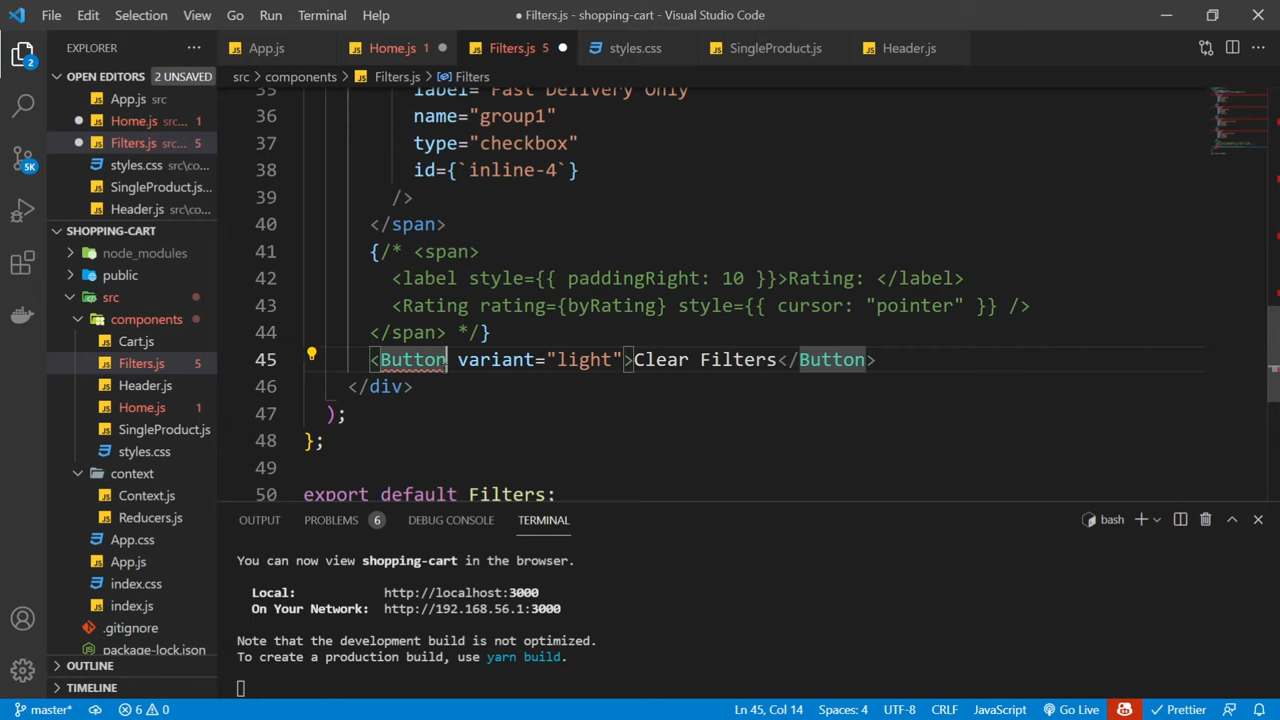 File Edit Selection View Go Run Terminal Help
● Filters.js - shopping-cart - Visual Studio Code
EXPLORER
OPEN EDITORS 2 UNSAVED
App.js src
Home.js src... 1
Filters.js src... 5
styles.css src\co...
SingleProduct.js...
Header.js src\co...
SHOPPING-CART
node_modules
public
src
components
Cart.js
Filters.js 5
Header.js
Home.js 1
SingleProduct.js
styles.css
context
Context.js
Reducers.js
App.css
App.js
index.css
index.js
.gitignore
package-lock.json
OUTLINE
TIMELINE
2
5K
App.js
Home.js 1
Filters.js 5
styles.css
SingleProduct.js
Header.js
src > components > Filters.js > Filters
35 label="Fast Delivery Only
36 name="group1"
37 type="checkbox"
38 id={`inline-4`}
39 />
40 </span>
41 {/* <span>
42 <label style={{ paddingRight: 10 }}>Rating: </label>
43 <Rating rating={byRating} style={{ cursor: "pointer" }} />
44 </span> */}
45 <Button variant="light">Clear Filters</Button>
46 </div>
47 );
48 };
49
50 export default Filters;
OUTPUT PROBLEMS 6 DEBUG CONSOLE TERMINAL
bash
You can now view shopping-cart in the browser.
Local: http://localhost:3000
On Your Network: http://192.168.56.1:3000
Note that the development build is not optimized.
To create a production build, use yarn build.
master* 6 0 Ln 45, Col 14 Spaces: 4 UTF-8 CRLF JavaScript Go Live Prettier